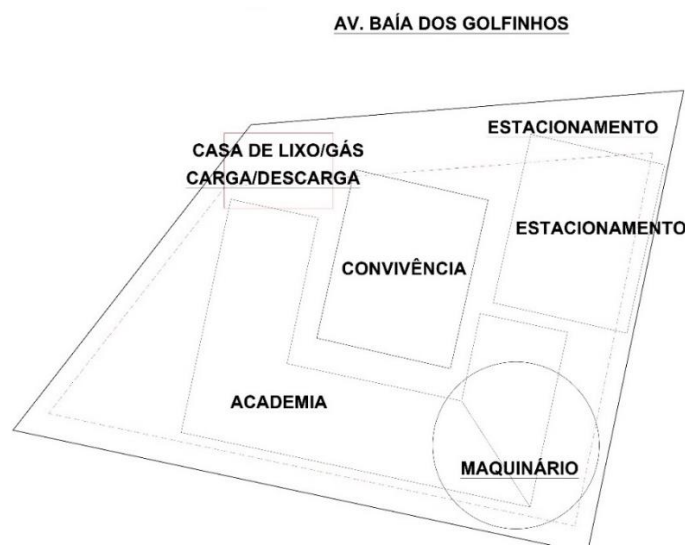 AV. BAÍA DOS GOLFINHOS
ESTACIONAMENTO
CASA DE LIXO/GÁS
CARGA/DESCARGA
ESTACIONAMENTO
CONVIVÊNCIA
ACADEMIA
MAQUINÁRIO